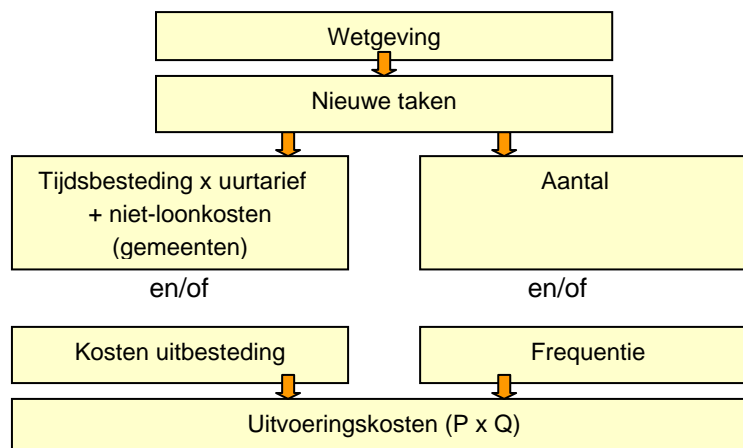 Wetgeving
Nieuwe taken
Tijdsbesteding x uurtarief
+ niet-loonkosten
(gemeenten)
Aantal
en/of
en/of
Kosten uitbesteding
Frequentie
Uitvoeringskosten (P x Q)